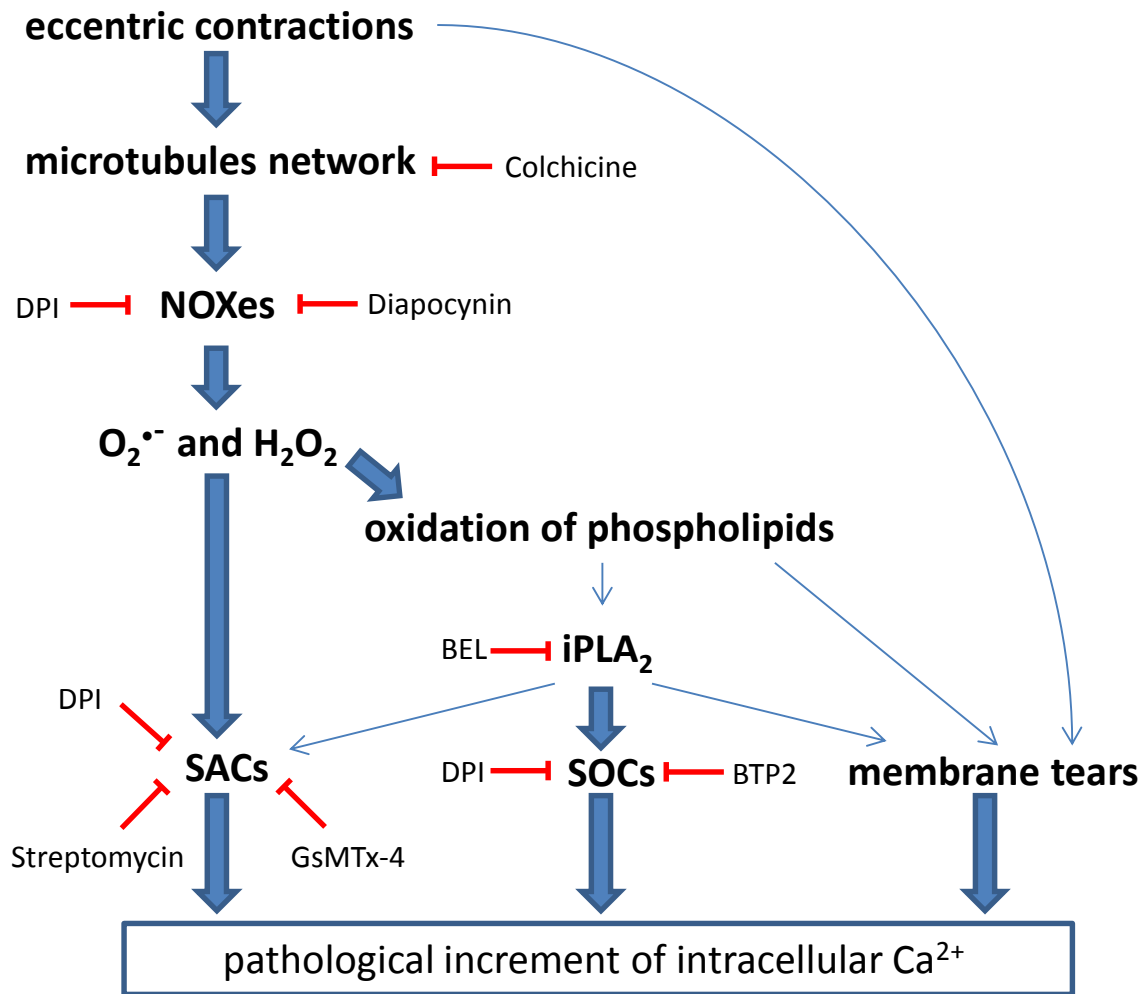 eccentric contractions
microtubules network
Colchicine
DPI
NOXes
Diapocynin
O₂•⁻ and H₂O₂
oxidation of phospholipids
BEL
iPLA₂
DPI
SACs
DPI
SOCs
BTP2
membrane tears
Streptomycin
GsMTx-4
pathological increment of intracellular Ca²⁺